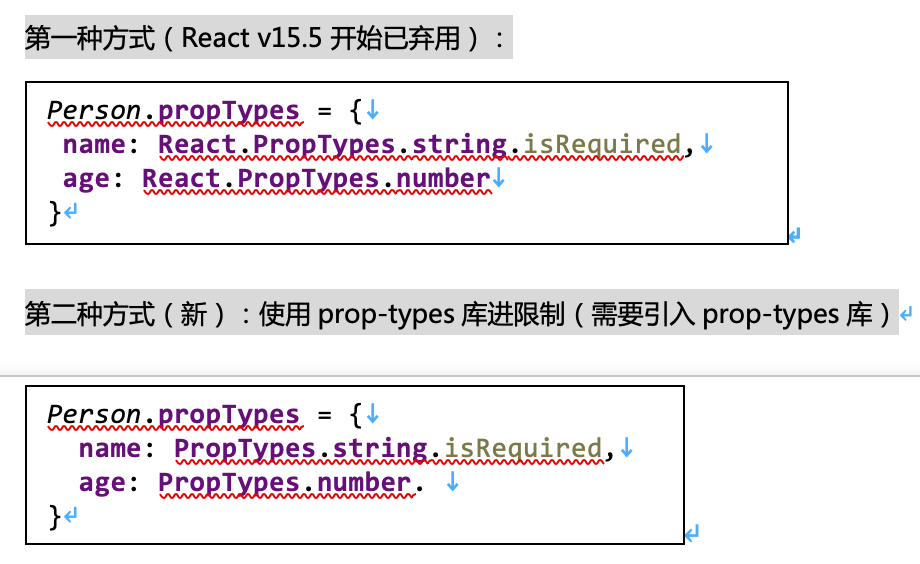 第一种方式（React v15.5 开始已弃用）：
Person.propTypes = {↓
name: React.PropTypes.string.isRequired,↓
age: React.PropTypes.number↓
}↵
↵
第二种方式（新）：使用 prop-types 库进限制（需要引入 prop-types 库）↵
Person.propTypes = {↓
name: PropTypes.string.isRequired,↓
age: PropTypes.number. ↓
}↵
↵